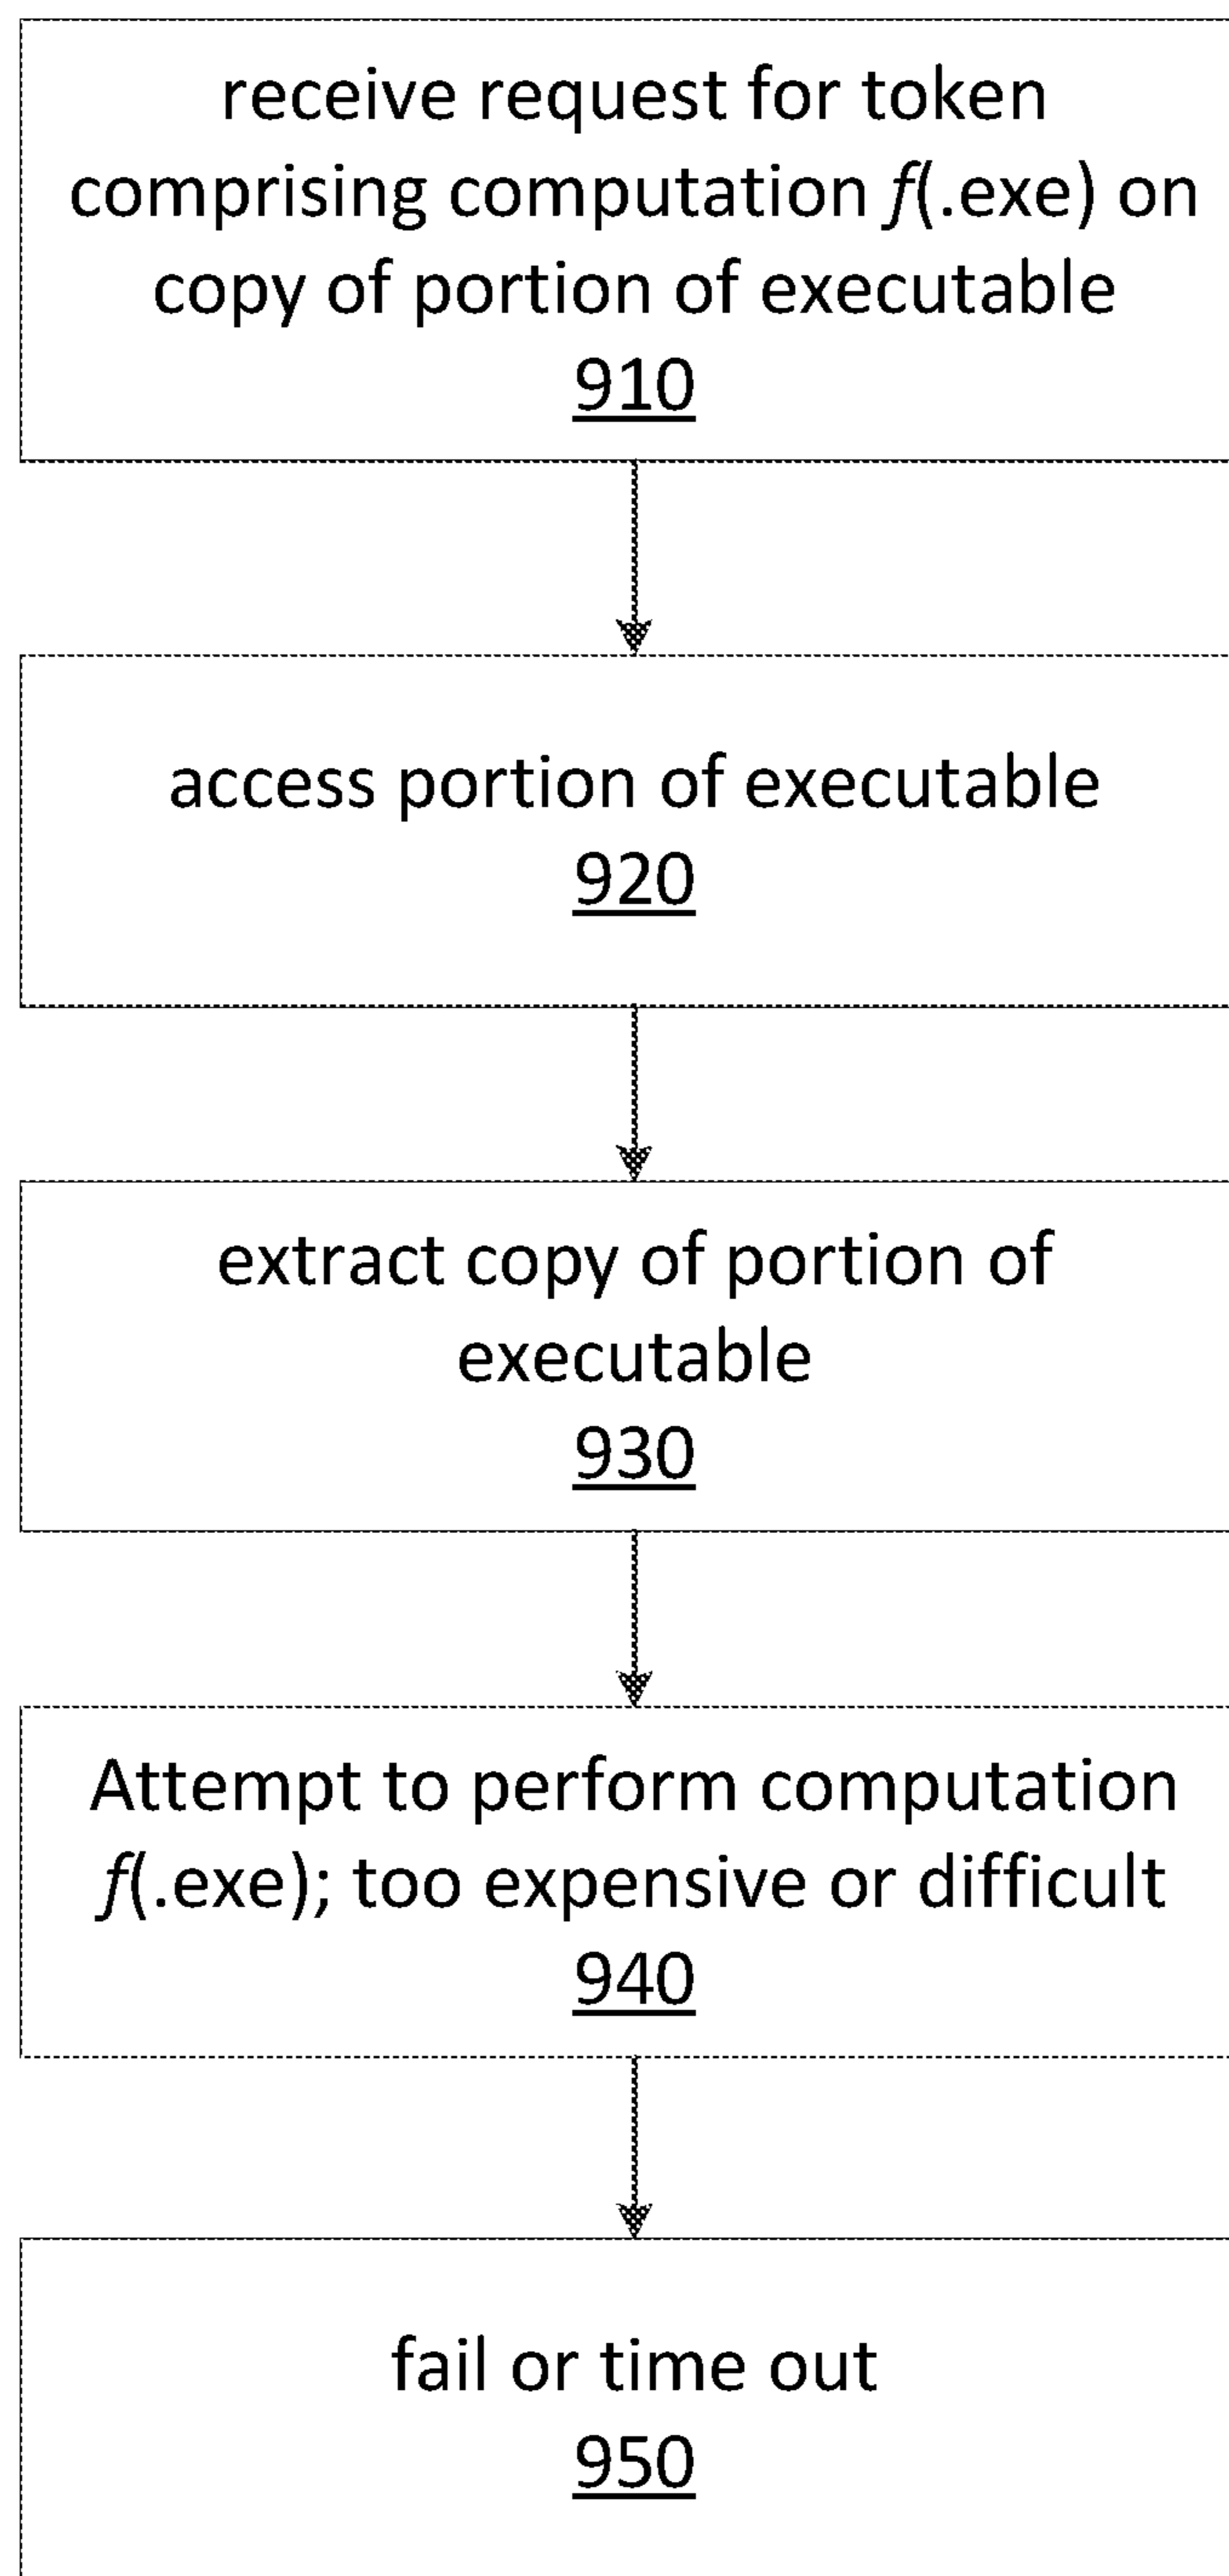 receive request for token
comprising computation f(.exe) on
copy of portion of executable
910
access portion of executable
920
extract copy of portion of
executable
930
Attempt to perform computation
f(.exe); too expensive or difficult
940
fail or time out
950